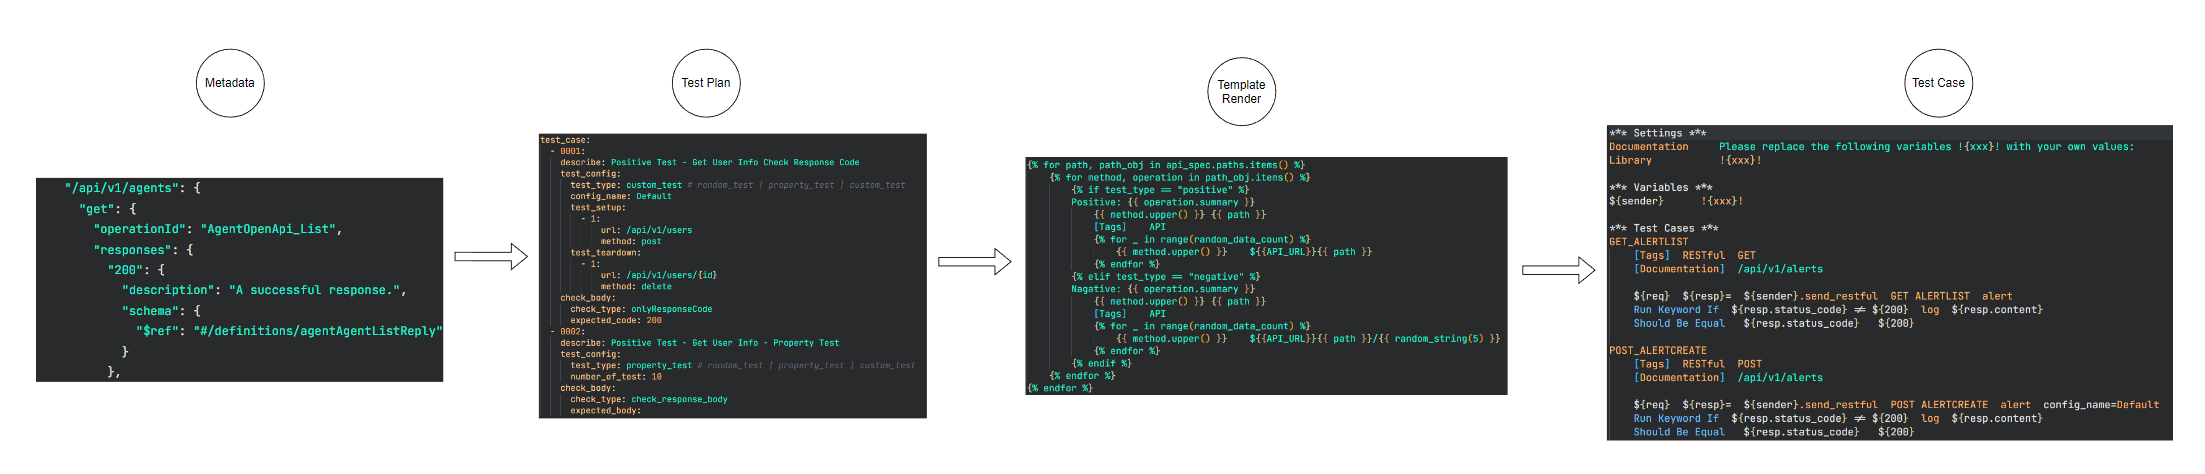 Metadata
Test Plan
Template
Render
Test Case
"/api/v1/agents": {
"get": {
"operationId": "AgentOpenApi_List",
"responses": {
"200": {
"description": "A successful response.",
"schema": {
"$ref": "#/definitions/agentAgentListReply"
}
},
test_case:
- 0001:
describe: Positive Test - Get User Info Check Response Code
test_config:
test_type: custom_test # random_test | property_test | custom_test
config_name: Default
test_setup:
- 1:
url: /api/v1/users
method: post
test_teardown:
- 1:
url: /api/v1/users/{id}
method: delete
check_body:
check_type: onlyResponseCode
expected_code: 200
- 0002:
describe: Positive Test - Get User Info - Property Test
test_config:
test_type: property_test # random_test | property_test | custom_test
number_of_test: 10
check_body:
check_type: check_response_body
expected_body:
{% for path, path_obj in api_spec.paths.items() %}
{% for method, operation in path_obj.items() %}
{% if test_type == "positive" %}
Positive: {{ operation.summary }}
{{ method.upper() }} {{ path }}
[Tags] API
{% for _ in range(random_data_count) %}
{{ method.upper() }} ${{API_URL}}{{ path }}
{% endfor %}
{% elif test_type == "negative" %}
Nagative: {{ operation.summary }}
{{ method.upper() }} {{ path }}
[Tags] API
{% for _ in range(random_data_count) %}
{{ method.upper() }} ${{API_URL}}{{ path }}/{{ random_string(5) }}
{% endfor %}
{% endif %}
{% endfor %}
{% endfor %}
*** Settings ***
Documentation Please replace the following variables !{xxx}! with your own values:
Library !{xxx}!
*** Variables ***
${sender} !{xxx}!
*** Test Cases ***
GET_ALERTLIST
[Tags] RESTful GET
[Documentation] /api/v1/alerts
${req} ${resp}= ${sender}.send_restful GET ALERTLIST alert
Run Keyword If ${resp.status_code} ≠ ${200} log ${resp.content}
Should Be Equal ${resp.status_code} ${200}
POST_ALERTCREATE
[Tags] RESTful POST
[Documentation] /api/v1/alerts
${req} ${resp}= ${sender}.send_restful POST ALERTCREATE alert config_name=Default
Run Keyword If ${resp.status_code} ≠ ${200} log ${resp.content}
Should Be Equal ${resp.status_code} ${200}